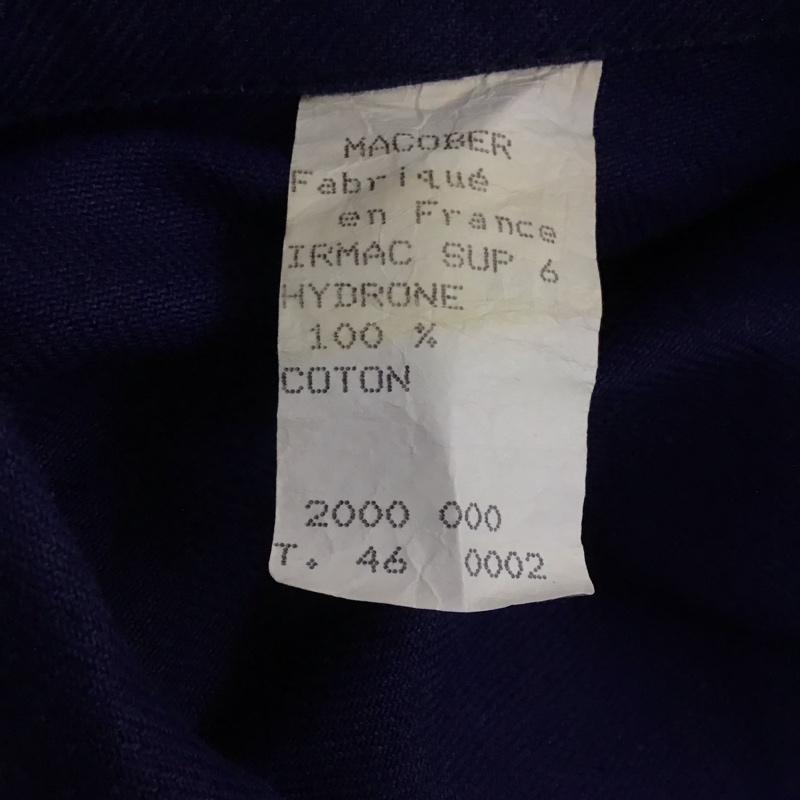 MACOBER
Fabriqué
en France
IRMAC SUP 6
HYDRONE
100 %
COTON
2000 000
T. 46 0002